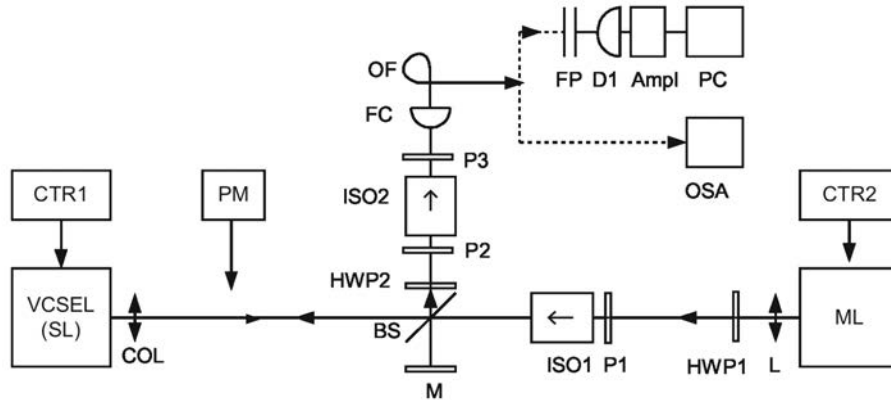 OF
FC
FP D1 Ampl PC
P3
OSA
CTR1
PM
ISO2
CTR2
P2
HWP2
VCSEL
(SL)
COL
BS
M
ISO1 P1
HWP1 L
ML